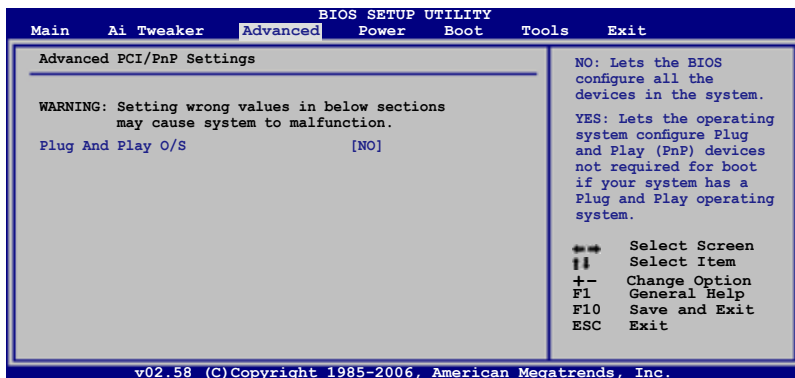 BIOS SETUP UTILITY
Main Ai Tweaker Advanced Power Boot Tools Exit
Advanced PCI/PnP Settings
WARNING: Setting wrong values in below sections
may cause system to malfunction.
Plug And Play O/S [NO]
NO: Lets the BIOS
configure all the
devices in the system.
YES: Lets the operating
system configure Plug
and Play (PnP) devices
not required for boot
if your system has a
Plug and Play operating
system.
←→ Select Screen
↑↓ Select Item
+- Change Option
F1 General Help
F10 Save and Exit
ESC Exit
v02.58 (C)Copyright 1985-2006, American Megatrends, Inc.